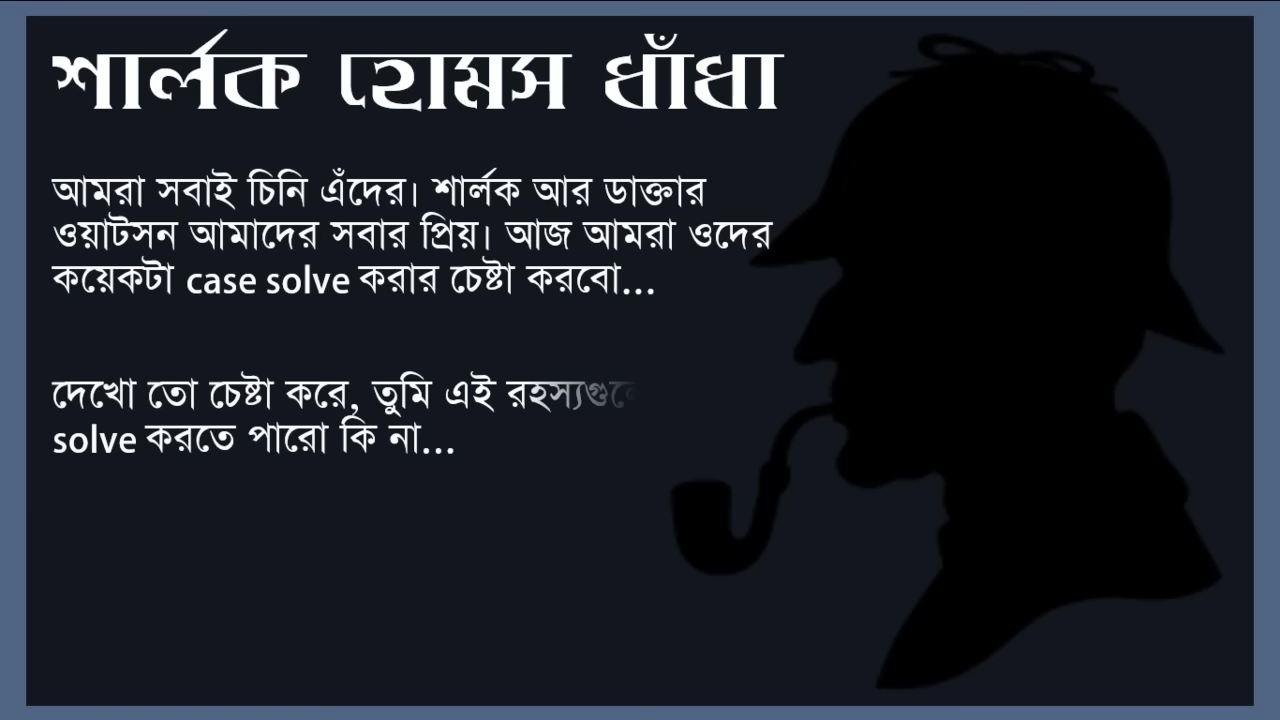 শার্লক হোমস ধাঁধা
আমরা সবাই চিনি এঁদের। শার্লক আর ডাক্তার
ওয়াটসন আমাদের সবার প্রিয়। আজ আমরা ওদের
কয়েকটা case solve করার চেষ্টা করবো...
দেখো তো চেষ্টা করে, তুমি এই রহস্যগুলো
solve করতে পারো কি না...